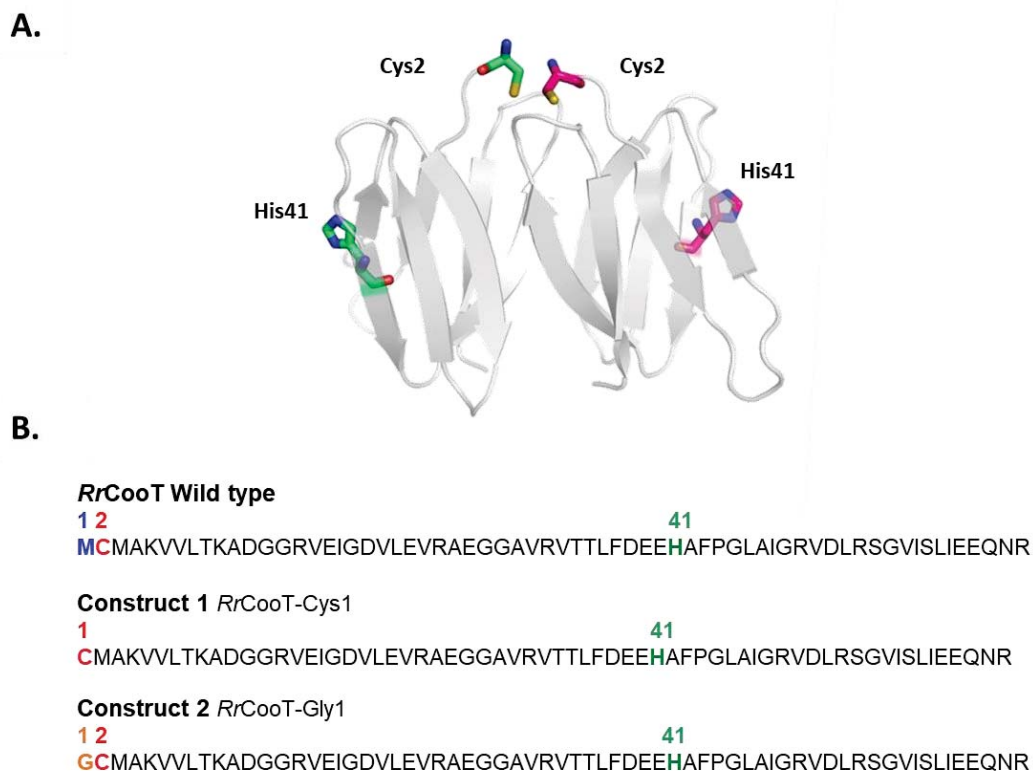 A.
Cys2 Cys2
His41 His41
B.
RrCooT Wild type
1 2 41
MCMAKVVLTKADGGRVEIGDVLEVRAEGGAVRVTTLFDEEHAFPGLAIGRVDLRSGVISLIEEQNR
Construct 1 RrCooT-Cys1
1 41
CMAKVVLTKADGGRVEIGDVLEVRAEGGAVRVTTLFDEEHAFPGLAIGRVDLRSGVISLIEEQNR
Construct 2 RrCooT-Gly1
1 2 41
GCMAKVVLTKADGGRVEIGDVLEVRAEGGAVRVTTLFDEEHAFPGLAIGRVDLRSGVISLIEEQNR